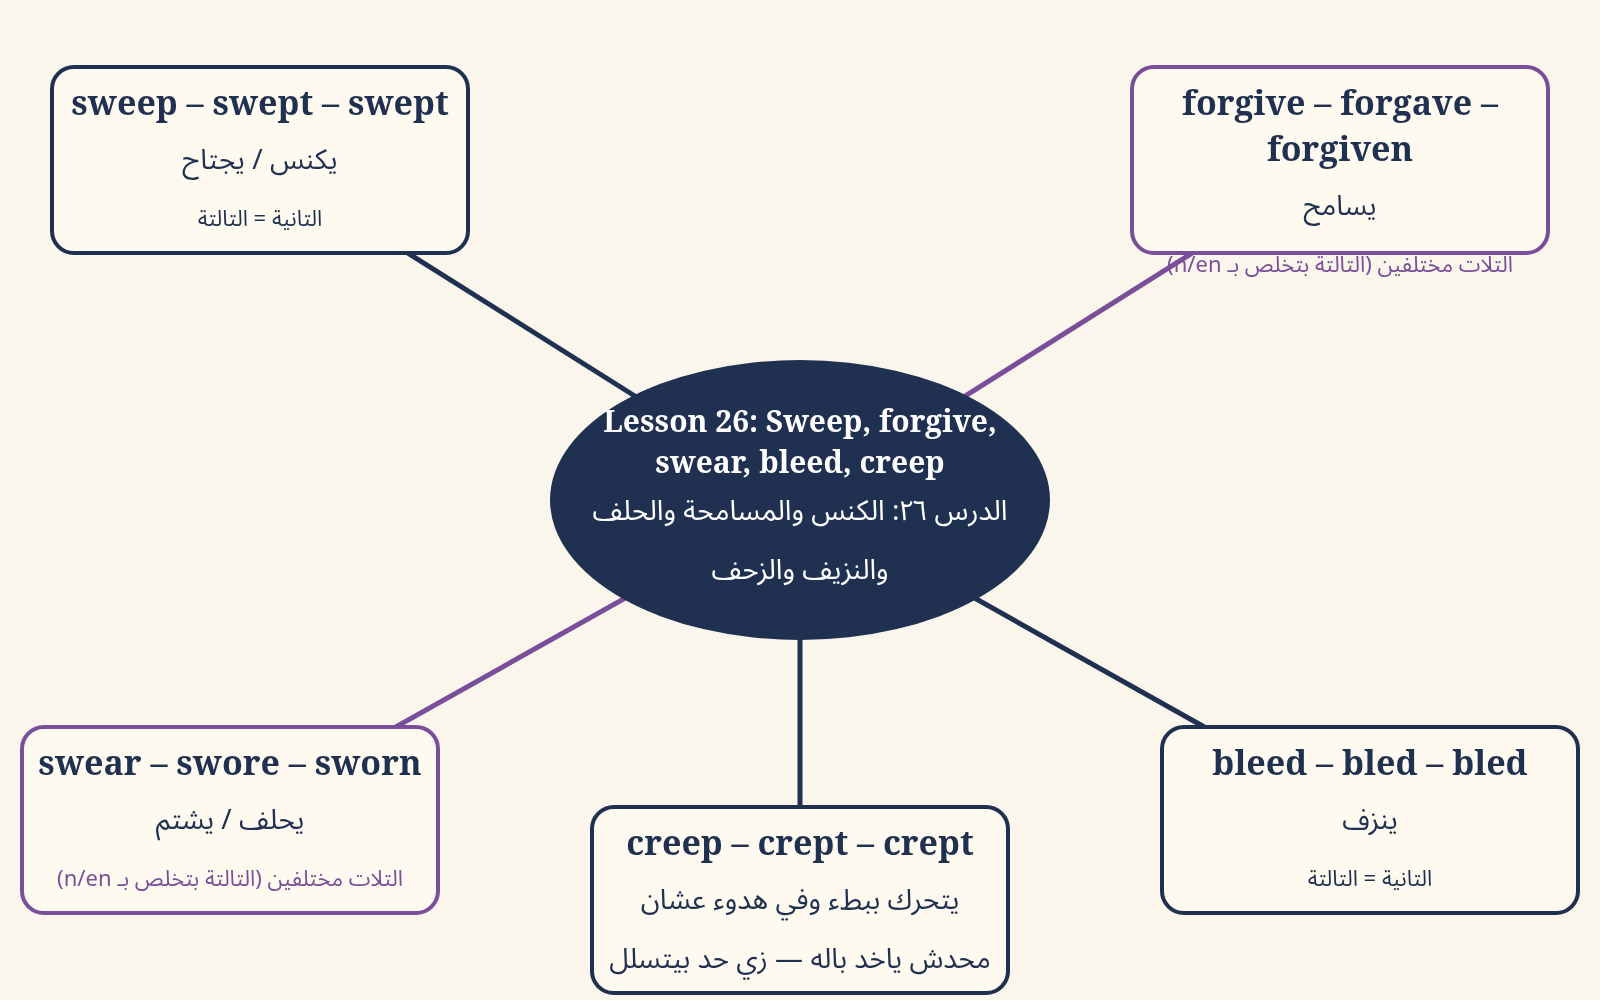 sweep – swept – swept
يكنس / يجتاح
التانية = التالتة
forgive – forgave –
forgiven
يسامح
التلات مختلفين (التالتة بتخلص بـ n/en)
Lesson 26: Sweep, forgive,
swear, bleed, creep
الدرس ٢٦: الكنس والمسامحة والحلف
والنزيف والزحف
swear – swore – sworn
يحلف / يشتم
التلات مختلفين (التالتة بتخلص بـ n/en)
creep – crept – crept
يتحرك ببطء وفي هدوء عشان
محدش ياخد باله — زي حد بيتسلل
bleed – bled – bled
ينزف
التانية = التالتة